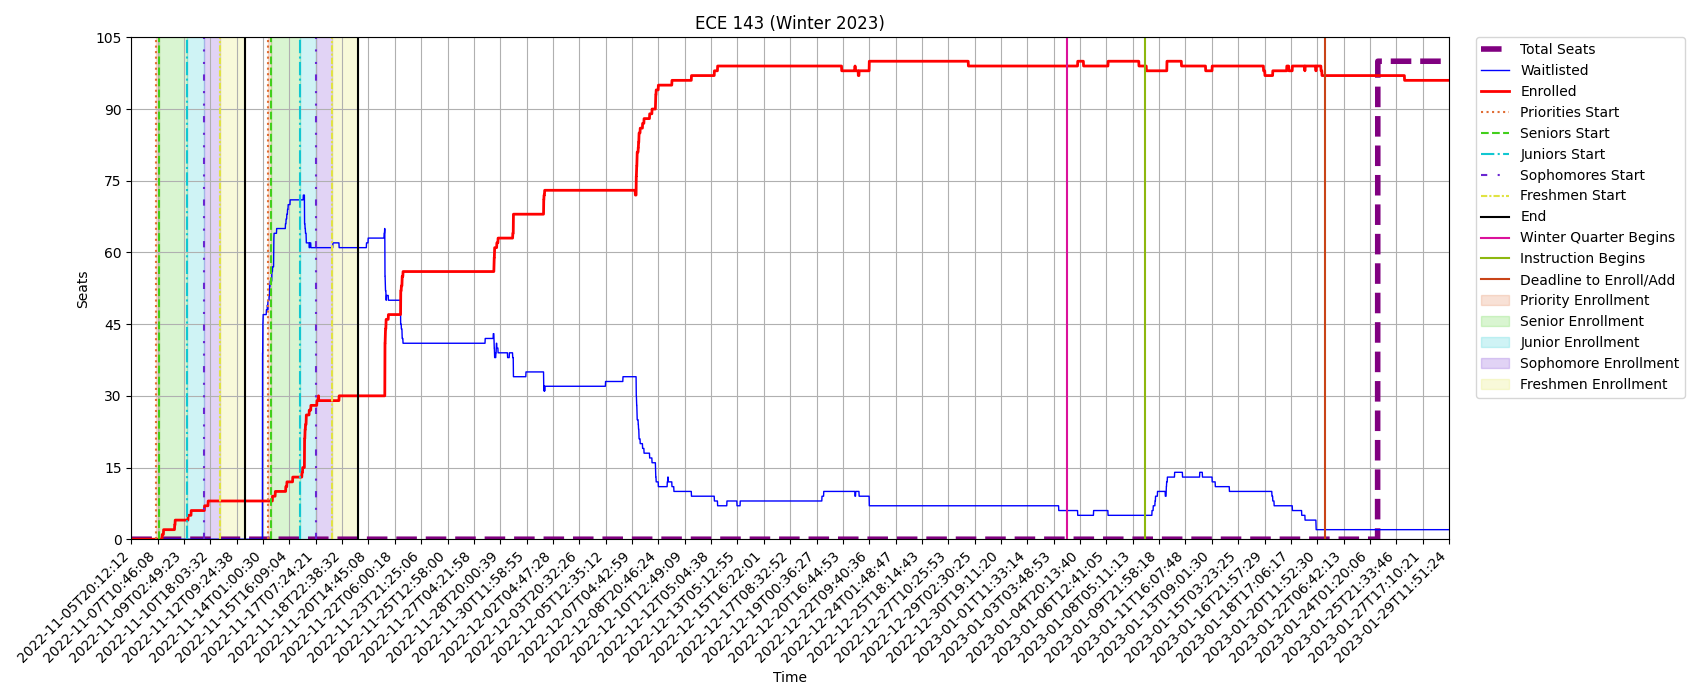 ECE 143 (Winter 2023)
105
90
75
60
45
30
15
0
Seats
2022-11-05T20:12:12
2022-11-07T10:46:08
2022-11-09T02:49:23
2022-11-10T18:03:32
2022-11-12T09:24:38
2022-11-14T01:00:30
2022-11-15T16:09:04
2022-11-17T07:24:21
2022-11-18T22:38:32
2022-11-20T14:45:08
2022-11-22T06:00:18
2022-11-23T21:25:06
2022-11-25T12:58:00
2022-11-27T04:21:58
2022-11-28T20:00:39
2022-11-30T11:58:55
2022-12-02T04:47:28
2022-12-03T20:32:26
2022-12-05T12:35:12
2022-12-07T04:42:59
2022-12-08T20:46:24
2022-12-10T12:49:09
2022-12-12T05:04:38
2022-12-13T05:12:55
2022-12-15T16:22:01
2022-12-17T08:32:52
2022-12-19T00:36:27
2022-12-20T16:44:53
2022-12-22T09:40:36
2022-12-24T01:48:47
2022-12-25T18:14:43
2022-12-27T10:25:53
2022-12-29T02:30:25
2022-12-30T19:11:20
2023-01-01T11:33:14
2023-01-03T03:48:53
2023-01-04T20:13:40
2023-01-06T12:41:05
2023-01-08T05:11:13
2023-01-09T21:58:18
2023-01-11T16:07:48
2023-01-13T09:01:30
2023-01-15T03:23:25
2023-01-16T21:57:29
2023-01-18T17:06:17
2023-01-20T11:52:30
2023-01-22T06:42:13
2023-01-24T01:20:06
2023-01-25T21:33:46
2023-01-27T17:10:21
2023-01-29T11:51:24
Time
Total Seats
Waitlisted
Enrolled
Priorities Start
Seniors Start
Juniors Start
Sophomores Start
Freshmen Start
End
Winter Quarter Begins
Instruction Begins
Deadline to Enroll/Add
Priority Enrollment
Senior Enrollment
Junior Enrollment
Sophomore Enrollment
Freshmen Enrollment